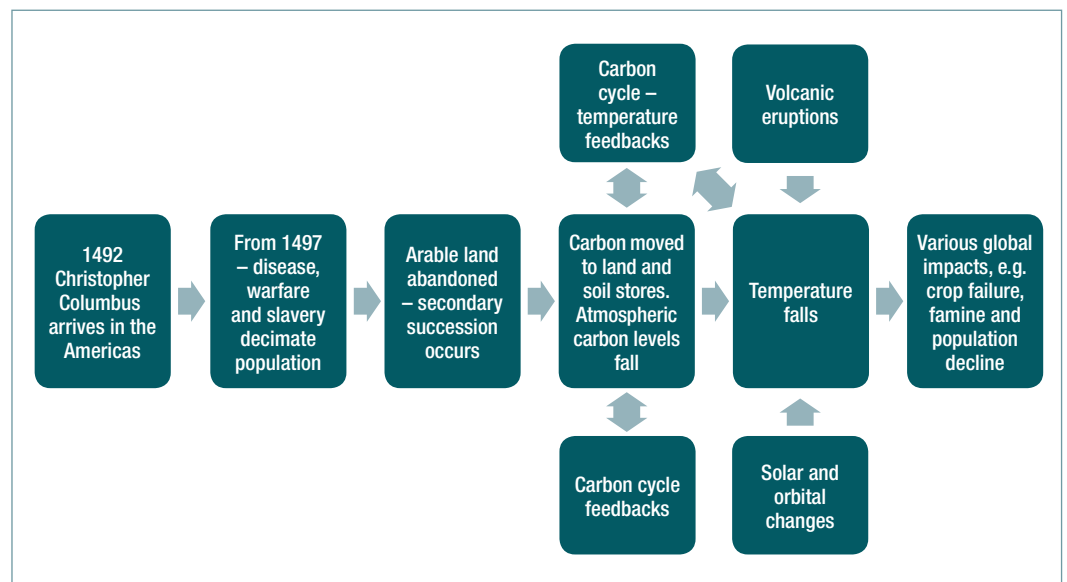 Carbon
cycle –
temperature
feedbacks
Volcanic
eruptions
1492
Christopher
Columbus
arrives in the
Americas
From 1497
– disease,
warfare
and slavery
decimate
population
Arable land
abandoned
– secondary
succession
occurs
Carbon moved
to land and
soil stores.
Atmospheric
carbon levels
fall
Temperature
falls
Various global
impacts, e.g.
crop failure,
famine and
population
decline
Carbon cycle
feedbacks
Solar and
orbital
changes